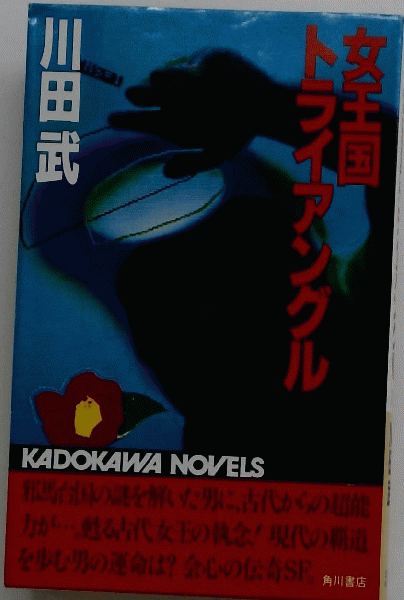 女王国
トライアングル
川田武
KADOKAWA NOVELS
邪馬台国の謎を解いた男に、古代からの超能
力が…。甦る古代女王の執念!現代の覇道
を歩む男の運命は?会心の伝奇SF。
角川書店